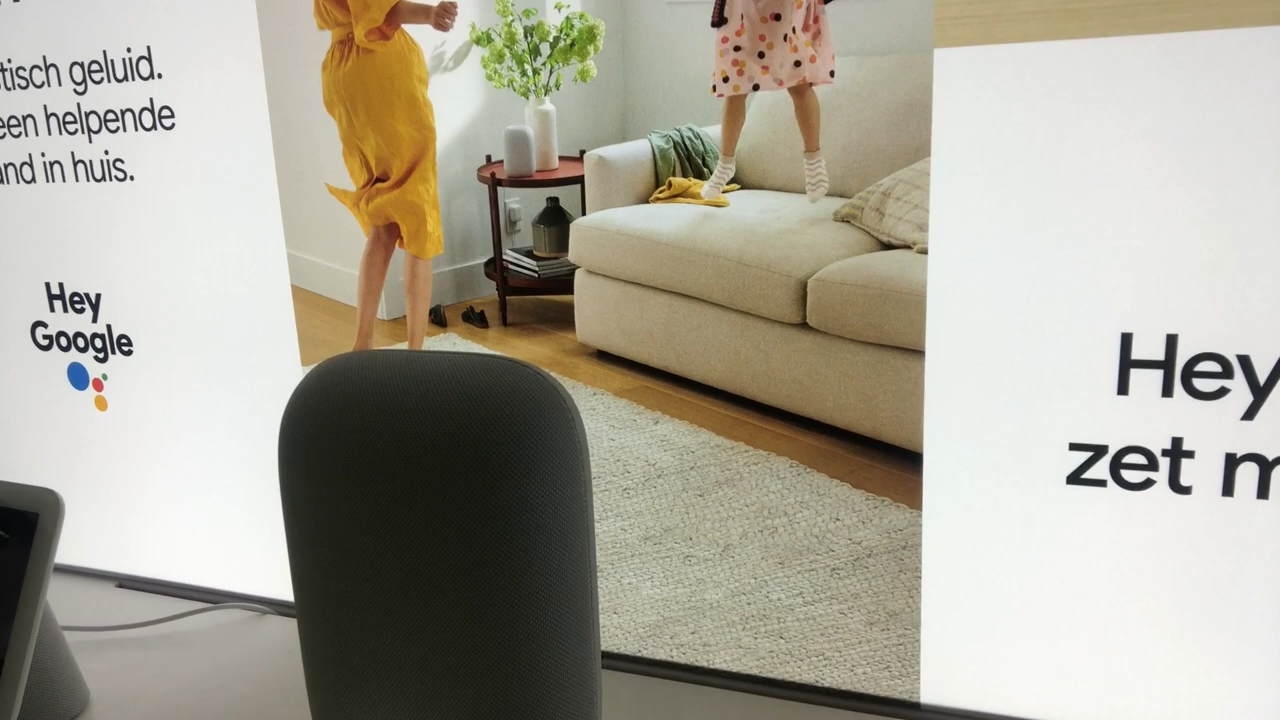 tisch geluid.
een helpende
and in huis.
Hey
Google
Hey
zet m